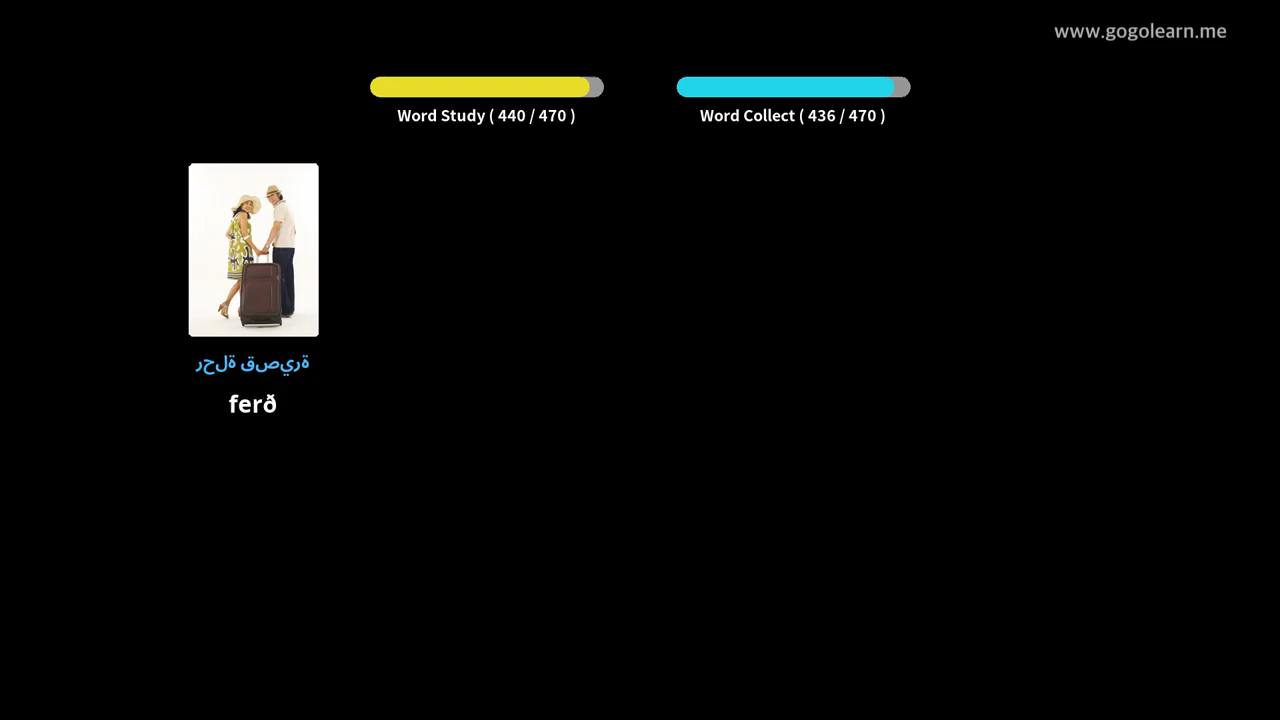 www.gogolearn.me
Word Study ( 440 / 470 )
Word Collect ( 436 / 470 )
رحلة قصيرة
ferð